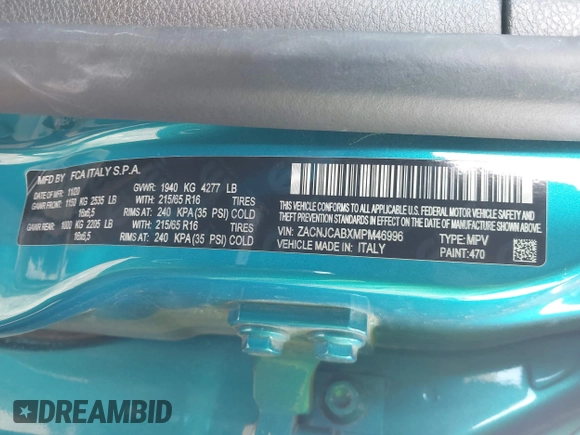 MFD BY FCA ITALY S.P.A.
DATE OF MFR: 11/20 GVWR: 1940 KG 4277 LB
GAWR FRONT: 1150 KG 2535 LB WITH: 215/65 R16 TIRES
16x6,5 RIMS AT: 240 KPA(35 PSI) COLD
GAWR REAR: 1000 KG 2205 LB WITH: 215/65 R16 TIRES
16x6,5 RIMS AT: 240 KPA(35 PSI) COLD
THIS VEHICLE CONFORMS TO ALL APPLICABLE U.S. FEDERAL MOTOR VEHICLE SAFETY
AND THEFT PREVENTION STANDARDS IN EFFECT ON THE DATE OF MANUFACTURE SHOWN ABOVE.
VIN: ZACNJCABXMPM46996 TYPE: MPV
VEHICLE MADE IN: ITALY PAINT: 470
DREAMBID